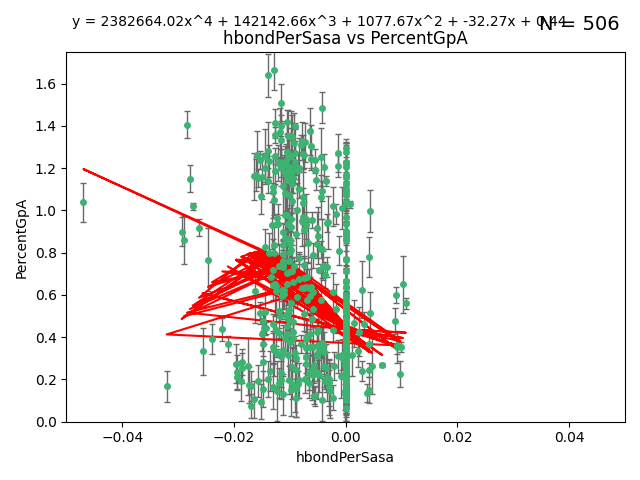 y = 2382664.02x^4 + 142142.66x^3 + 1077.67x^2 + -32.27x + 0.44
N = 506
hbondPerSasa vs PercentGpA
1.6
1.4
1.2
1.0
0.8
0.6
0.4
0.2
0.0
PercentGpA
−0.04 −0.02 0.00 0.02 0.04
hbondPerSasa